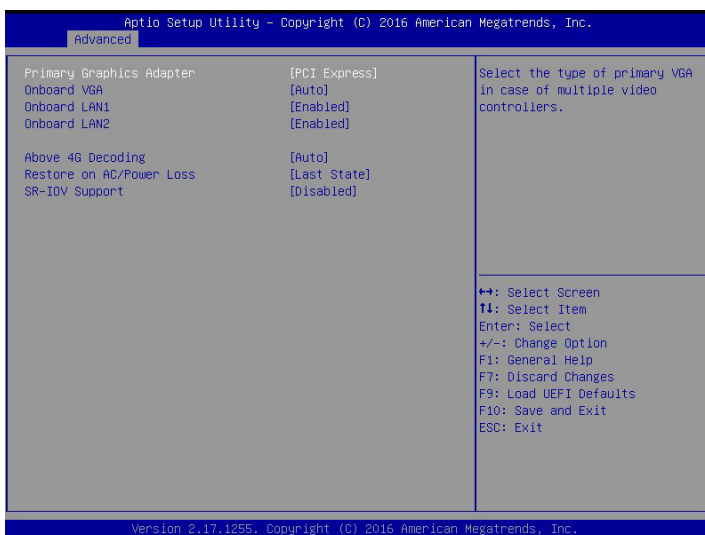 Aptio Setup Utility – Copyright (C) 2016 American Megatrends, Inc.
Advanced
Primary Graphics Adapter [PCI Express]
Onboard VGA [Auto]
Onboard LAN1 [Enabled]
Onboard LAN2 [Enabled]
Above 4G Decoding [Auto]
Restore on AC/Power Loss [Last State]
SR-IOV Support [Disabled]
Select the type of primary VGA
in case of multiple video
controllers.
↔: Select Screen
↑↓: Select Item
Enter: Select
+/-: Change Option
F1: General Help
F7: Discard Changes
F9: Load UEFI Defaults
F10: Save and Exit
ESC: Exit
Version 2.17.1255. Copyright (C) 2016 American Megatrends, Inc.